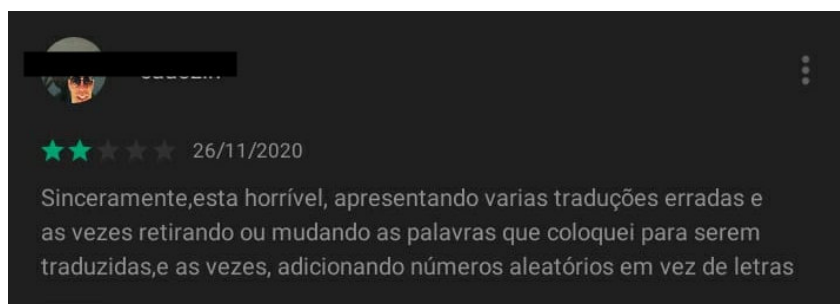 26/11/2020
Sinceramente,esta horrível, apresentando varias traduções erradas e
as vezes retirando ou mudando as palavras que coloquei para serem
traduzidas,e as vezes, adicionando números aleatórios em vez de letras